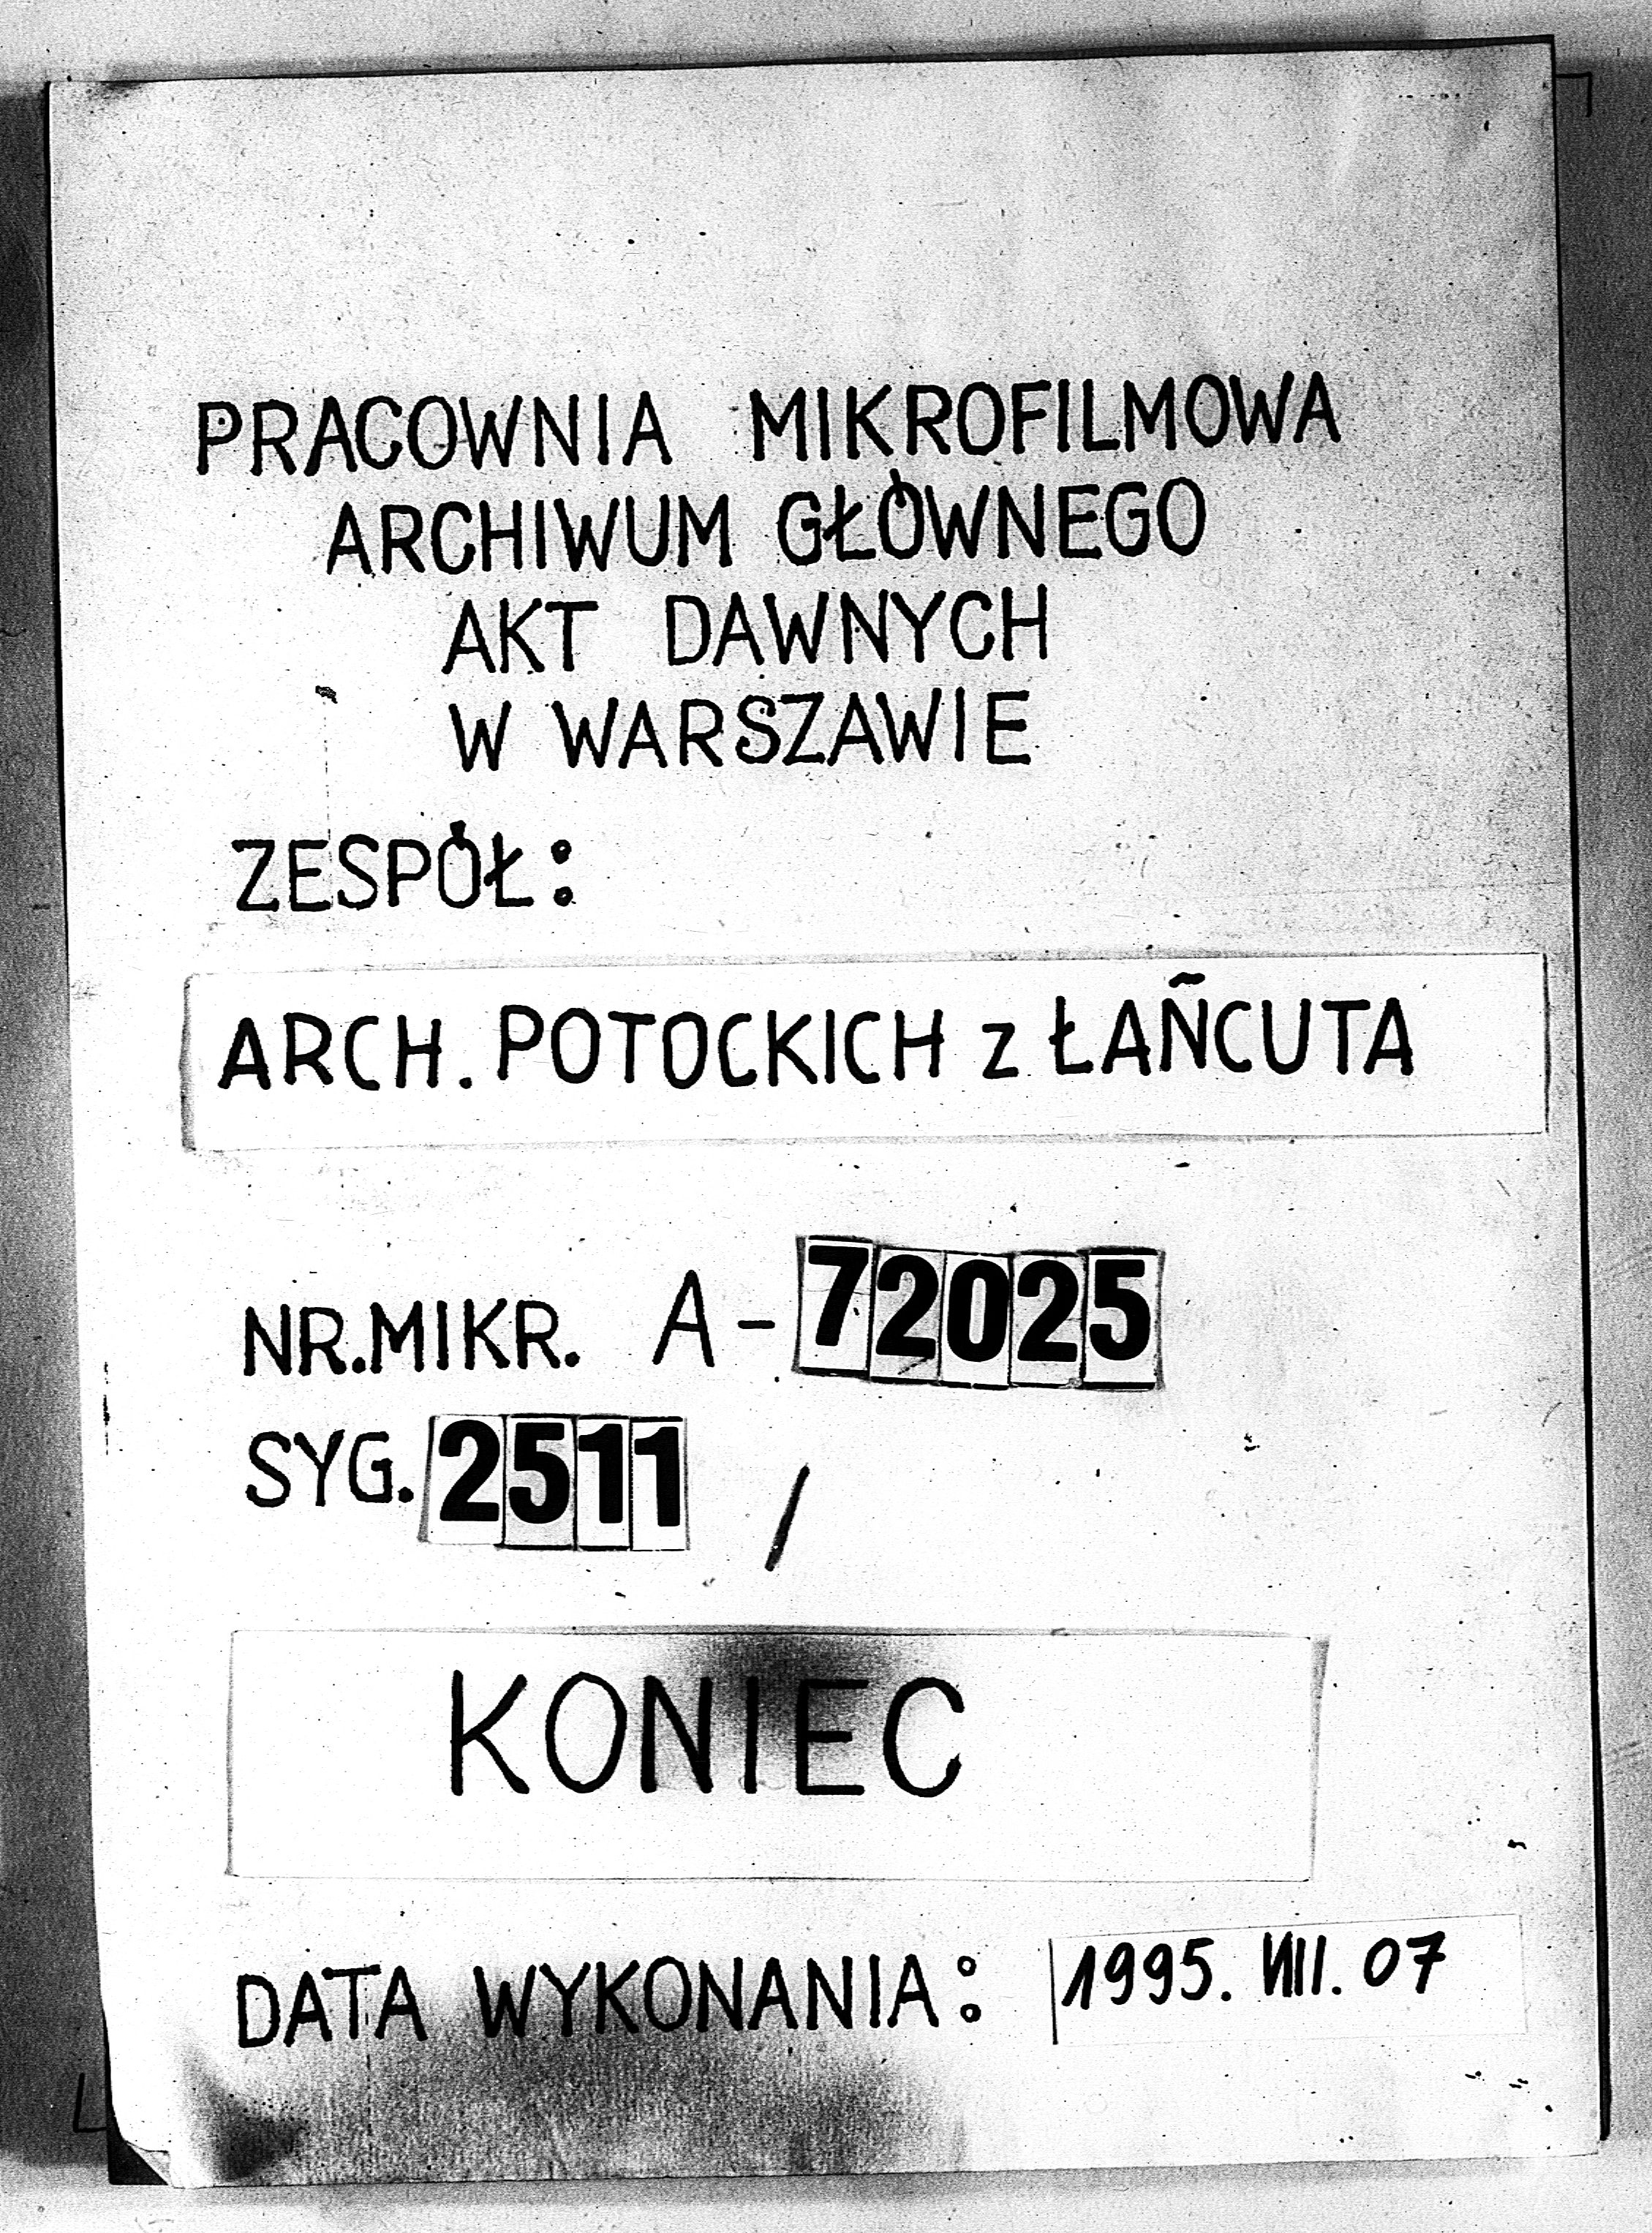 PRACOWNIA MIKROFILMOWA
ARCHIWUM GŁÓWNEGO
AKT DAWNYCH
W WARSZAWIE
ZESPÓŁ:
ARCH. POTOCKICH z ŁAŃCUTA
NR.MIKR. A-72025
SYG. 2511 /
KONIEC
DATA WYKONANIA: 1995. VIII. 07